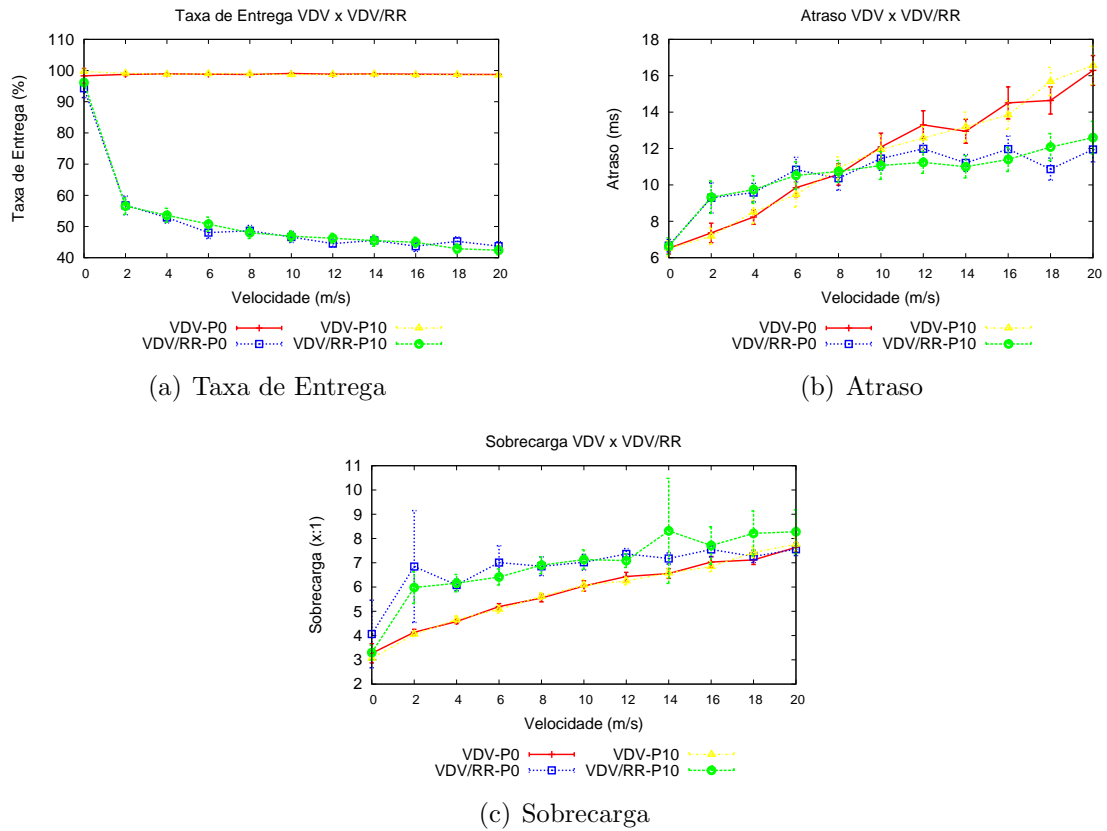 Taxa de Entrega VDV x VDV/RR
Taxa de Entrega (%)
110
100
90
80
70
60
50
40
0 2 4 6 8 10 12 14 16 18 20
Velocidade (m/s)
VDV-P0 VDV-P10
VDV/RR-P0 VDV/RR-P10
(a) Taxa de Entrega
Atraso VDV x VDV/RR
Atraso (ms)
18
16
14
12
10
8
6
0 2 4 6 8 10 12 14 16 18 20
Velocidade (m/s)
VDV-P0 VDV-P10
VDV/RR-P0 VDV/RR-P10
(b) Atraso
Sobrecarga VDV x VDV/RR
Sobrecarga (x:1)
11
10
9
8
7
6
5
4
3
2
0 2 4 6 8 10 12 14 16 18 20
Velocidade (m/s)
VDV-P0 VDV-P10
VDV/RR-P0 VDV/RR-P10
(c) Sobrecarga